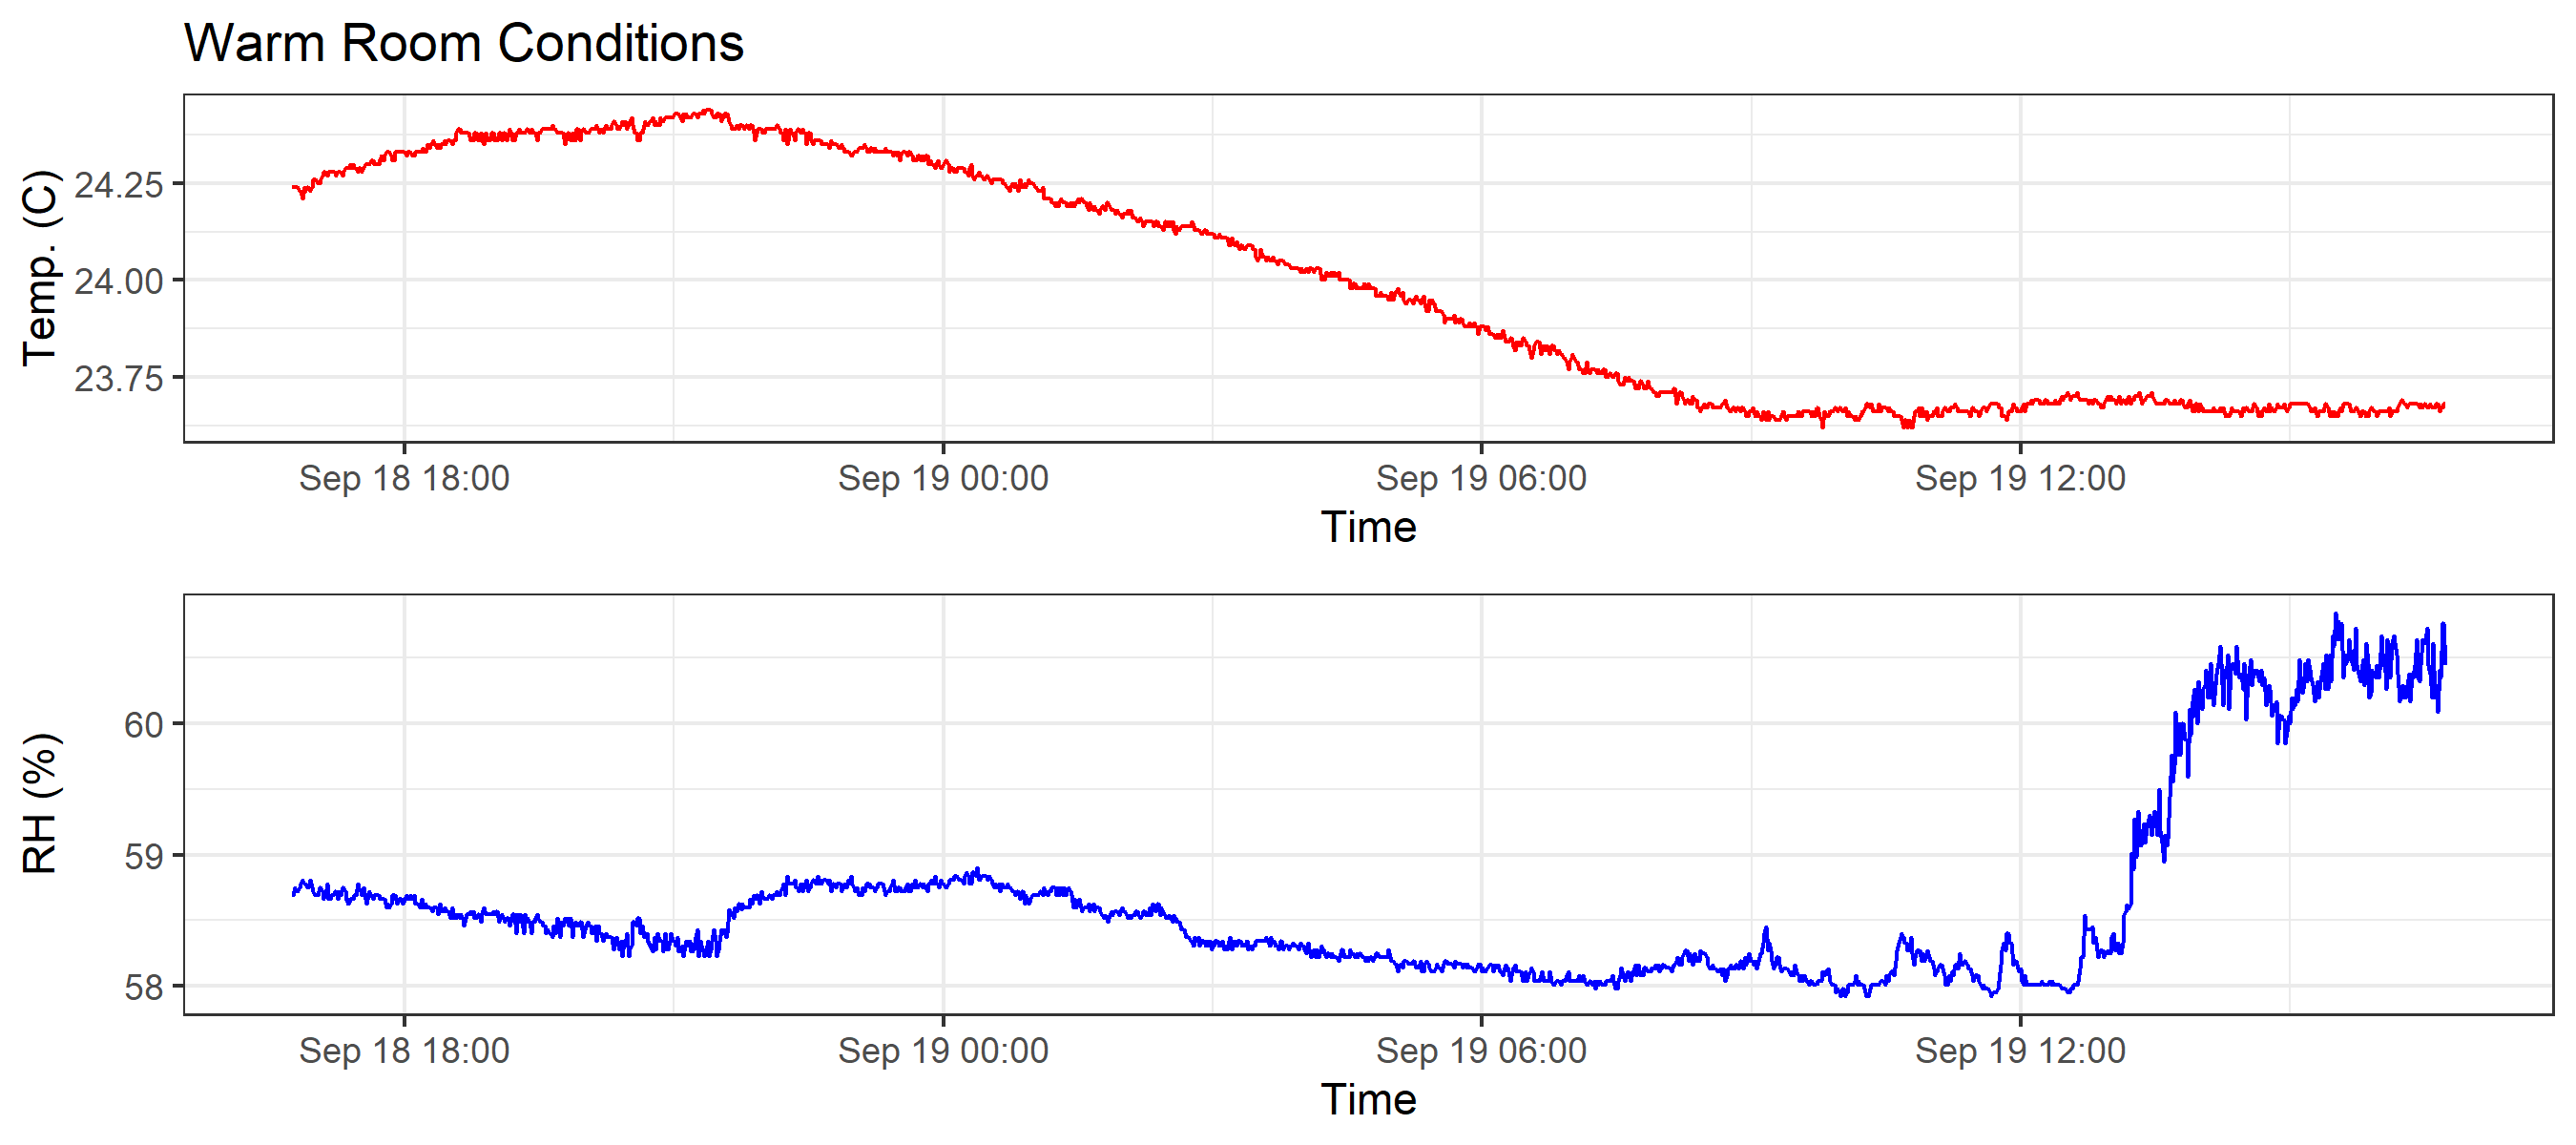 Warm Room Conditions
Temp. (C)
24.25
24.00
23.75
Sep 18 18:00 Sep 19 00:00 Sep 19 06:00 Sep 19 12:00
Time
RH (%)
60
59
58
Sep 18 18:00 Sep 19 00:00 Sep 19 06:00 Sep 19 12:00
Time